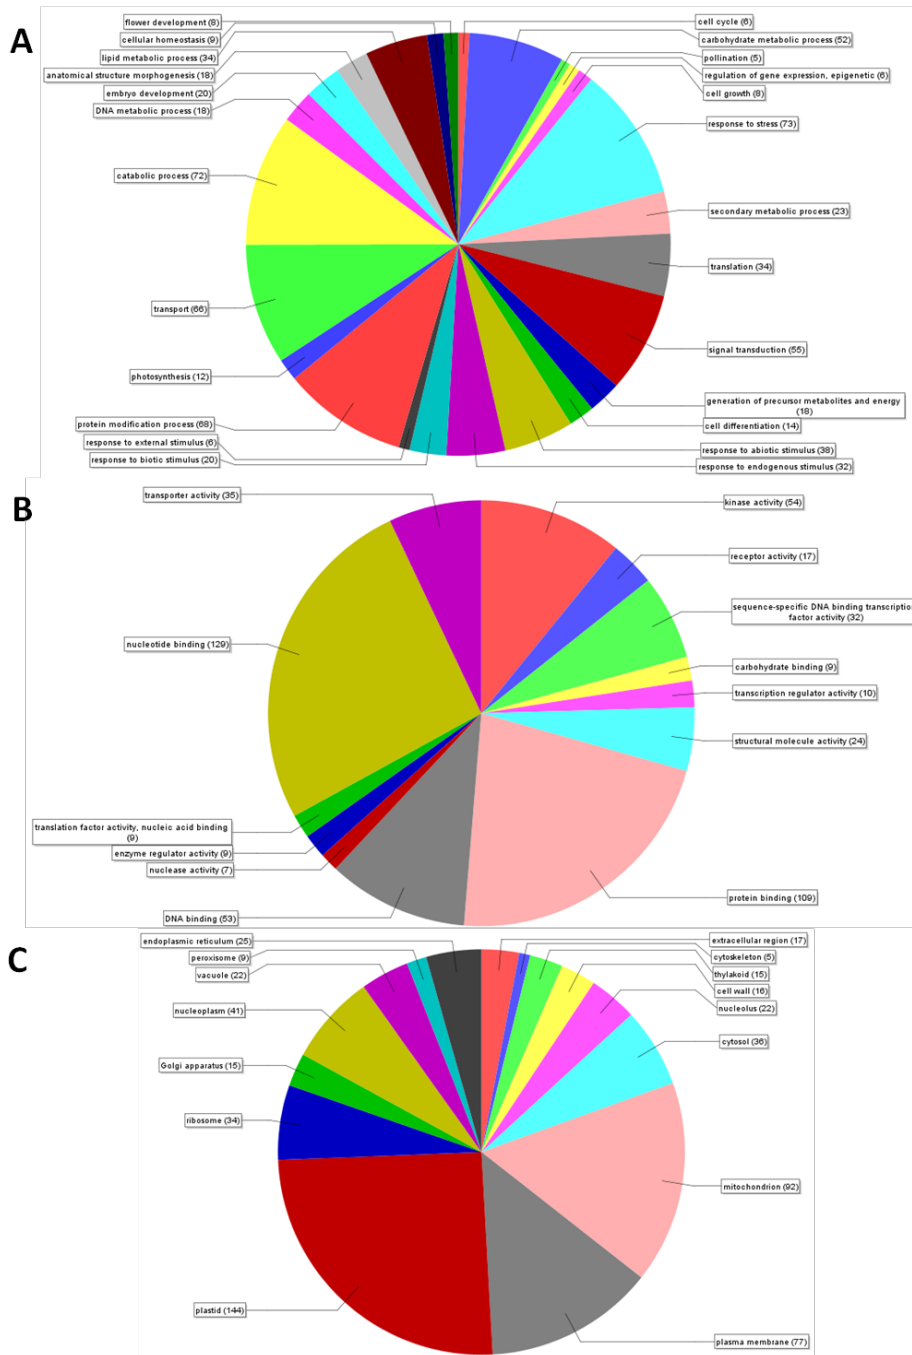 A
flower development (8)
cellular homeostasis (9)
lipid metabolic process (34)
anatomical structure morphogenesis (18)
embryo development (20)
DNA metabolic process (18)
catabolic process (72)
transport (66)
photosynthesis (12)
protein modification process (68)
response to external stimulus (6)
response to biotic stimulus (20)
cell cycle (6)
carbohydrate metabolic process (52)
pollination (5)
regulation of gene expression, epigenetic (6)
cell growth (8)
response to stress (73)
secondary metabolic process (23)
translation (34)
signal transduction (55)
generation of precursor metabolites and energy
(18)
cell differentiation (14)
response to abiotic stimulus (38)
response to endogenous stimulus (32)
B
transporter activity (35)
nucleotide binding (129)
translation factor activity, nucleic acid binding
(9)
enzyme regulator activity (9)
nuclease activity (7)
DNA binding (53)
kinase activity (54)
receptor activity (17)
sequence-specific DNA binding transcription
factor activity (32)
carbohydrate binding (9)
transcription regulator activity (10)
structural molecule activity (24)
protein binding (109)
C
endoplasmic reticulum (25)
peroxisome (9)
vacuole (22)
nucleoplasm (41)
Golgi apparatus (15)
ribosome (34)
plastid (144)
extracellular region (17)
cytoskeleton (5)
thylakoid (15)
cell wall (16)
nucleolus (22)
cytosol (36)
mitochondrion (92)
plasma membrane (77)